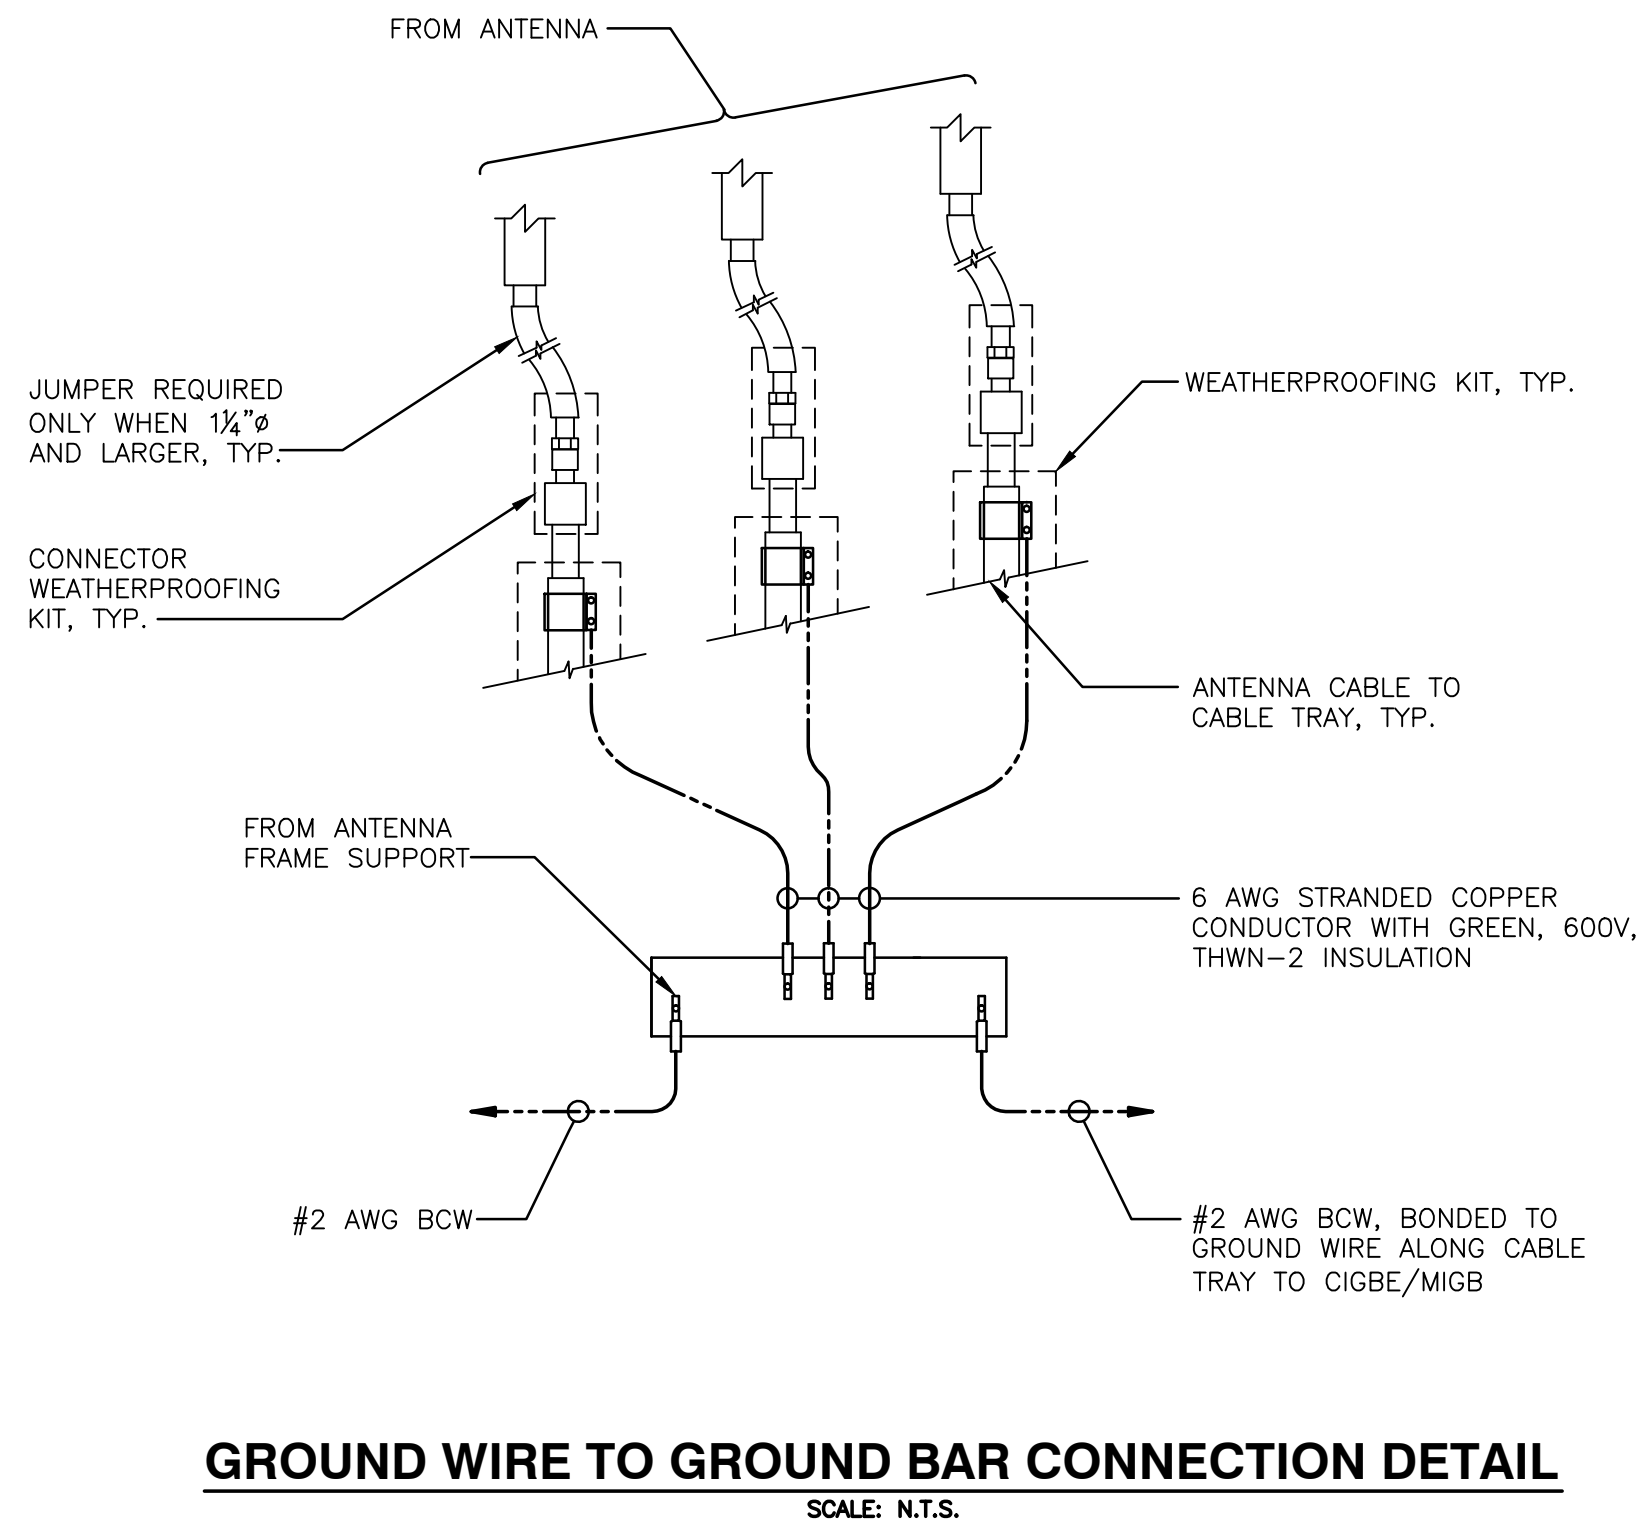 FROM ANTENNA
JUMPER REQUIRED
ONLY WHEN 1¼"ø
AND LARGER, TYP.
WEATHERPROOFING KIT, TYP.
CONNECTOR
WEATHERPROOFING
KIT, TYP.
ANTENNA CABLE TO
CABLE TRAY, TYP.
FROM ANTENNA
FRAME SUPPORT
6 AWG STRANDED COPPER
CONDUCTOR WITH GREEN, 600V,
THWN-2 INSULATION
#2 AWG BCW
#2 AWG BCW, BONDED TO
GROUND WIRE ALONG CABLE
TRAY TO CIGBE/MIGB
GROUND WIRE TO GROUND BAR CONNECTION DETAIL
SCALE: N.T.S.